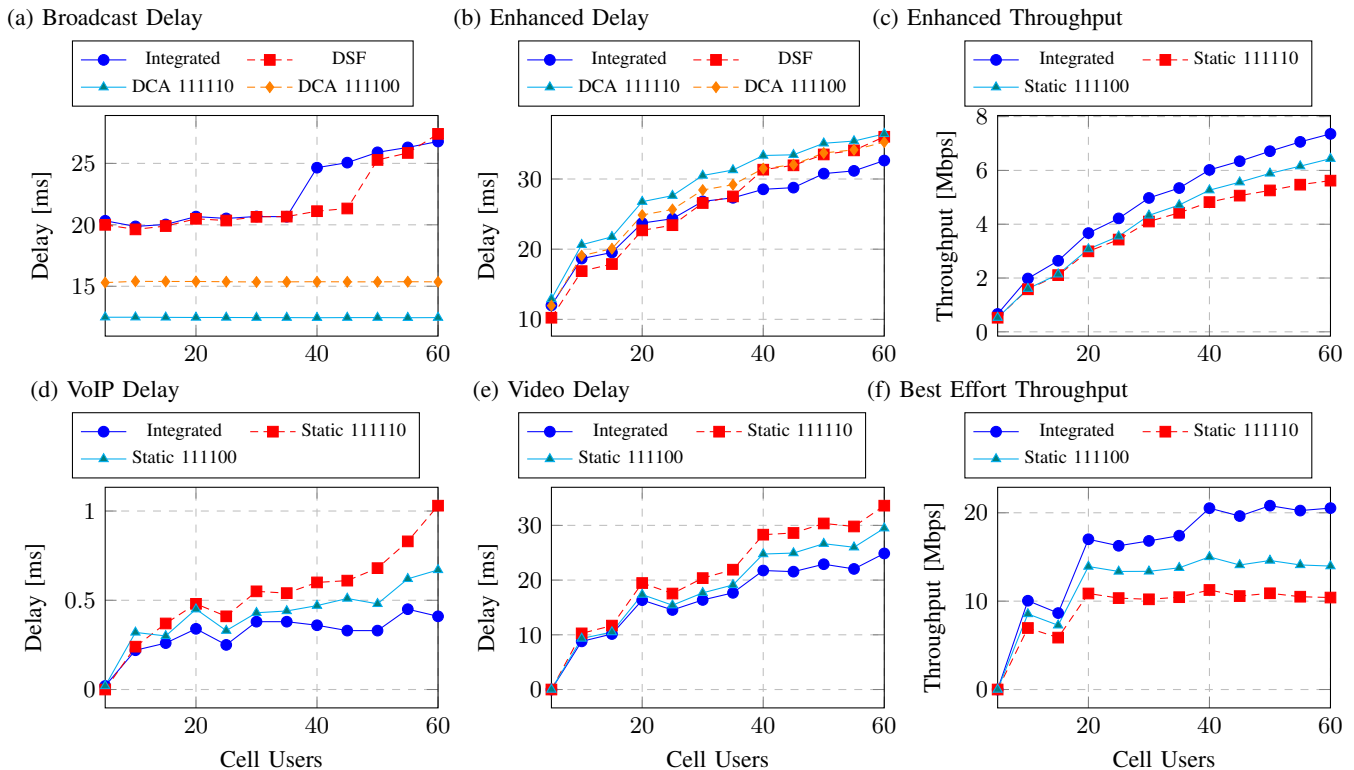 (a) Broadcast Delay
Integrated DSF
DCA 111110 DCA 111100
25
20
15
Delay [ms]
20 40 60
(b) Enhanced Delay
Integrated DSF
DCA 111110 DCA 111100
30
20
10
Delay [ms]
20 40 60
(c) Enhanced Throughput
Integrated Static 111110
Static 111100
8
6
4
2
0
Throughput [Mbps]
20 40 60
(d) VoIP Delay
Integrated Static 111110
Static 111100
1
0.5
0
Delay [ms]
20 40 60
Cell Users
(e) Video Delay
Integrated Static 111110
Static 111100
30
20
10
0
Delay [ms]
20 40 60
Cell Users
(f) Best Effort Throughput
Integrated Static 111110
Static 111100
20
10
0
Throughput [Mbps]
20 40 60
Cell Users